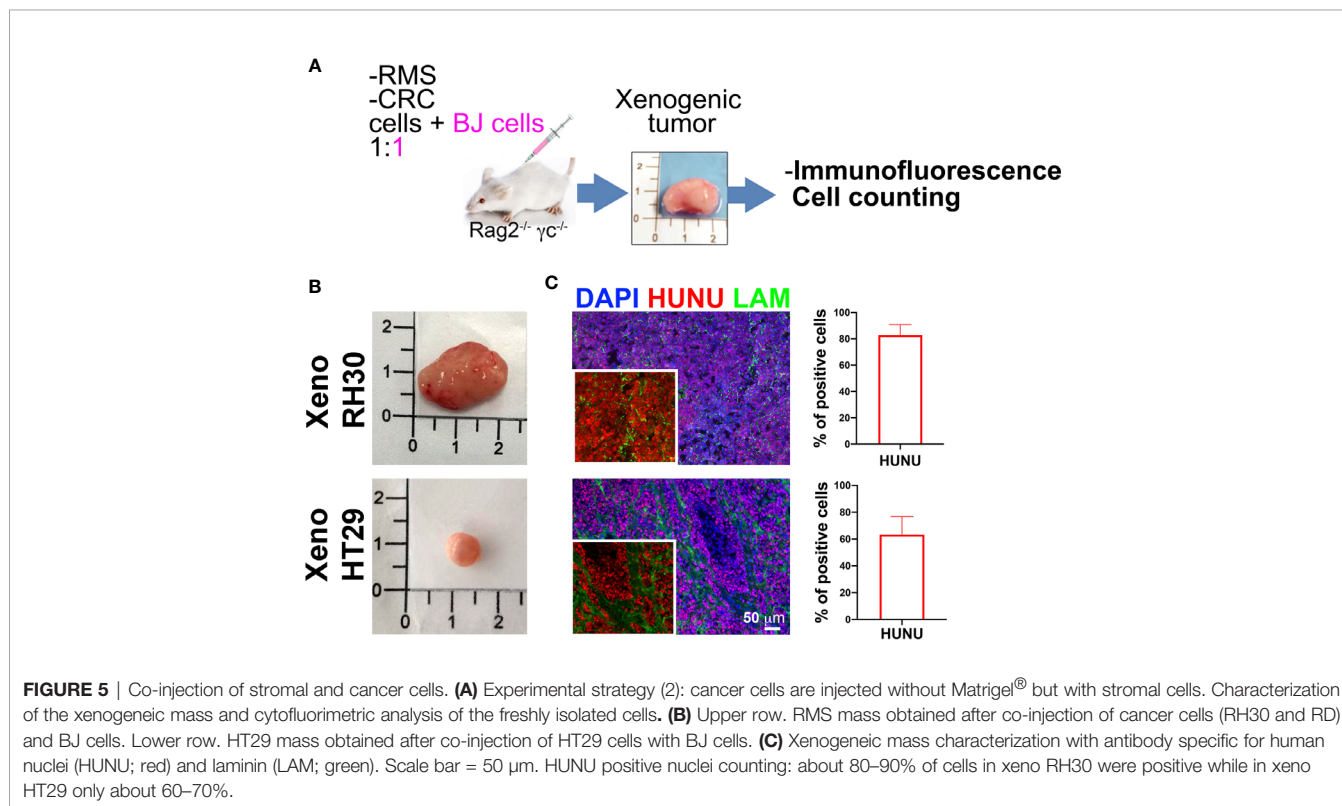 A
-RMS
-CRC
cells + BJ cells
1:1
Rag2-/- γc-/-
Xenogenic
tumor
2
1
0
0 1 2
-Immunofluorescence
Cell counting
B
Xeno
RH30
2
1
0
0 1 2
Xeno
HT29
2
1
0
0 1 2
C
DAPI HUNU LAM
50 μm
% of positive cells
100
80
60
40
20
0
HUNU
% of positive cells
100
80
60
40
20
0
HUNU
FIGURE 5 | Co-injection of stromal and cancer cells. (A) Experimental strategy (2): cancer cells are injected without Matrigel® but with stromal cells. Characterization
of the xenogeneic mass and cytofluorimetric analysis of the freshly isolated cells. (B) Upper row. RMS mass obtained after co-injection of cancer cells (RH30 and RD)
and BJ cells. Lower row. HT29 mass obtained after co-injection of HT29 cells with BJ cells. (C) Xenogeneic mass characterization with antibody specific for human
nuclei (HUNU; red) and laminin (LAM; green). Scale bar = 50 μm. HUNU positive nuclei counting: about 80–90% of cells in xeno RH30 were positive while in xeno
HT29 only about 60–70%.